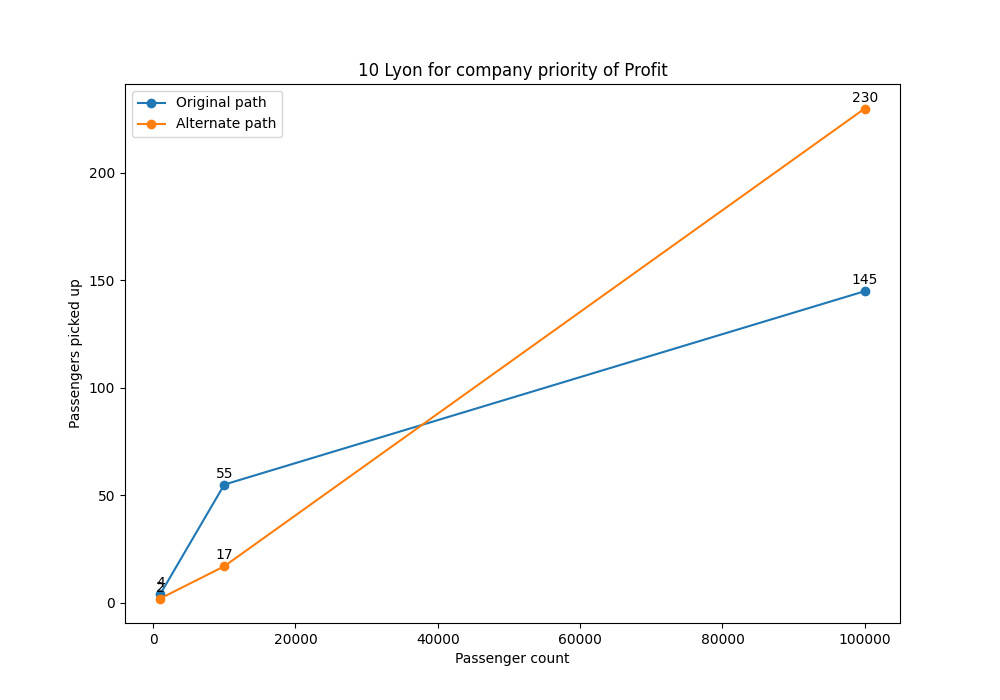 10 Lyon for company priority of Profit
Original path
Alternate path
230
200
150
145
100
55
50
17
4
2
0
0 20000 40000 60000 80000 100000
Passengers picked up
Passenger count